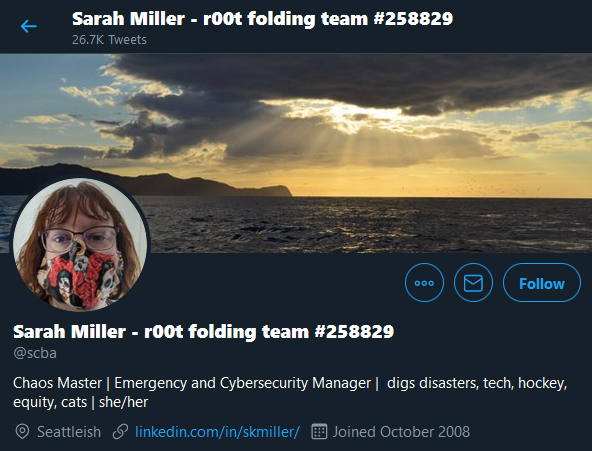 Sarah Miller - r00t folding team #258829
26.7K Tweets
Follow
Sarah Miller - r00t folding team #258829
@scba
Chaos Master | Emergency and Cybersecurity Manager | digs disasters, tech, hockey,
equity, cats | she/her
Seattleish linkedin.com/in/skmiller/ Joined October 2008